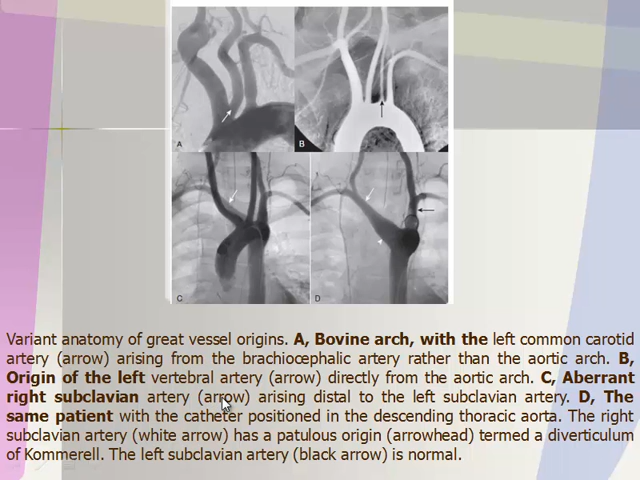 A
B
C
D
Variant anatomy of great vessel origins. A, Bovine arch, with the left common carotid
artery (arrow) arising from the brachiocephalic artery rather than the aortic arch. B,
Origin of the left vertebral artery (arrow) directly from the aortic arch. C, Aberrant
right subclavian artery (arrow) arising distal to the left subclavian artery. D, The
same patient with the catheter positioned in the descending thoracic aorta. The right
subclavian artery (white arrow) has a patulous origin (arrowhead) termed a diverticulum
of Kommerell. The left subclavian artery (black arrow) is normal.